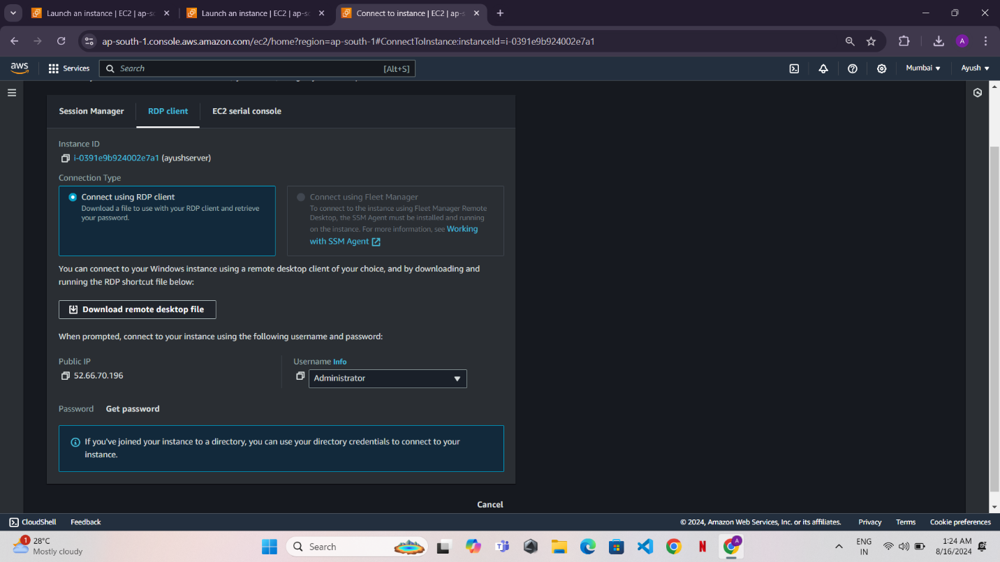 Launch an instance | EC2 | ap-sc
Launch an instance | EC2 | ap-sc
Connect to instance | EC2 | ap-s
ap-south-1.console.aws.amazon.com/ec2/home?region=ap-south-1#ConnectToInstance:instanceId=i-0391e9b924002e7a1
A
aws
Services
Search
[Alt+S]
Mumbai
Ayush
Session Manager
RDP client
EC2 serial console
Instance ID
i-0391e9b924002e7a1 (ayushserver)
Connection Type
Connect using RDP client
Download a file to use with your RDP client and retrieve
your password.
Connect using Fleet Manager
To connect to the instance using Fleet Manager Remote
Desktop, the SSM Agent must be installed and running
on the instance. For more information, see Working
with SSM Agent
You can connect to your Windows instance using a remote desktop client of your choice, and by downloading and
running the RDP shortcut file below:
Download remote desktop file
When prompted, connect to your instance using the following username and password:
Public IP
52.66.70.196
Username Info
Administrator
Password Get password
If you've joined your instance to a directory, you can use your directory credentials to connect to your
instance.
Cancel
CloudShell
Feedback
© 2024, Amazon Web Services, Inc. or its affiliates.
Privacy
Terms
Cookie preferences
1
28°C
Mostly cloudy
Search
N
A
ENG
IN
1:24 AM
8/16/2024